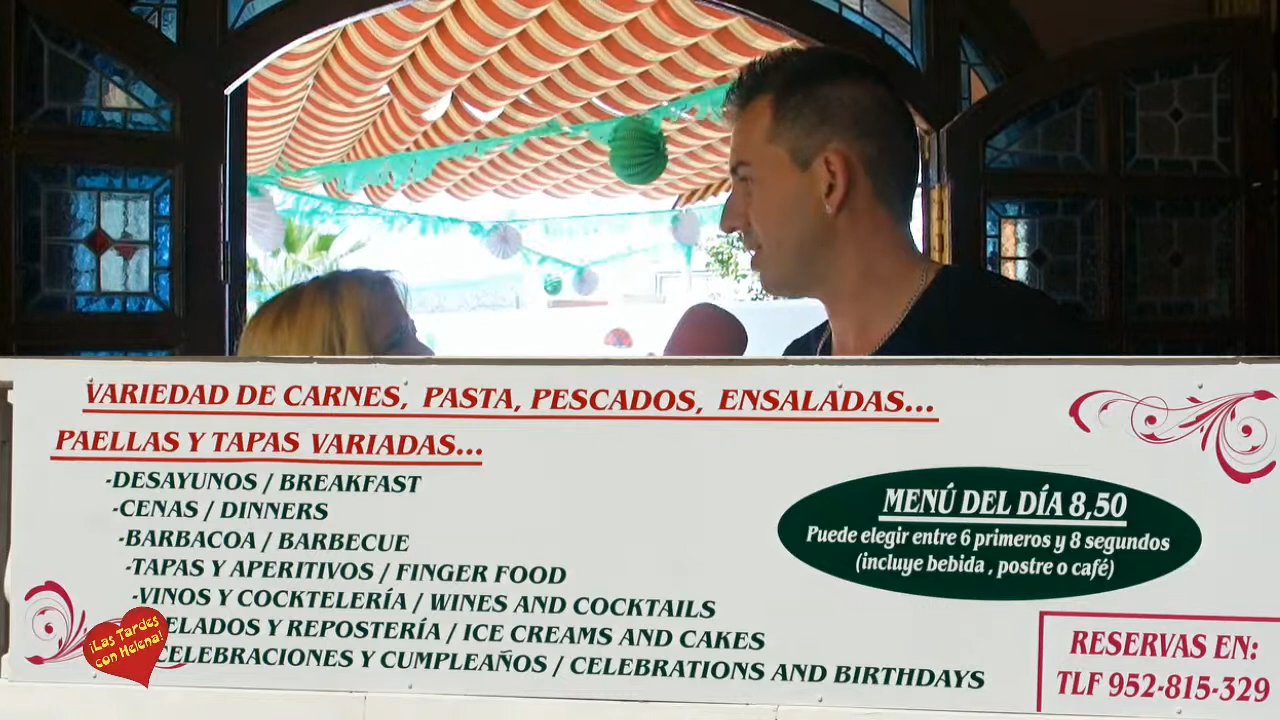 VARIEDAD DE CARNES, PASTA, PESCADOS, ENSALADAS...
PAELLAS Y TAPAS VARIADAS...
-DESAYUNOS / BREAKFAST
-CENAS / DINNERS
-BARBACOA / BARBECUE
-TAPAS Y APERITIVOS / FINGER FOOD
-VINOS Y COCKTELERÍA / WINES AND COCKTAILS
ELADOS Y REPOSTERÍA / ICE CREAMS AND CAKES
CELEBRACIONES Y CUMPLEAÑOS / CELEBRATIONS AND BIRTHDAYS
MENÚ DEL DÍA 8,50
Puede elegir entre 6 primeros y 8 segundos
(incluye bebida , postre o café)
RESERVAS EN:
TLF 952-815-329
¡Las Tardes
con Helena!